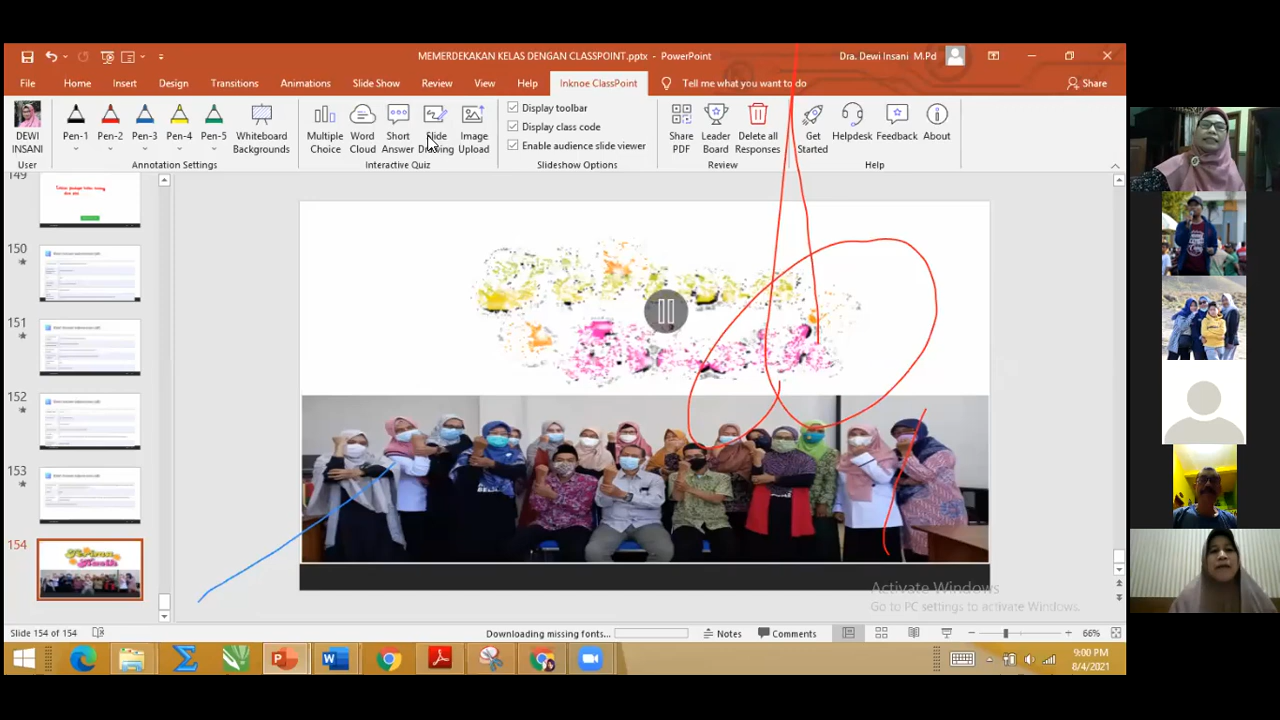 MEMERDEKAKAN KELAS DENGAN CLASSPOINT.pptx - PowerPoint
Dra. Dewi Insani M.Pd
File Home Insert Design Transitions Animations Slide Show Review View Help Inknoe ClassPoint Tell me what you want to do Share
DEWI INSANI
User
Pen-1 Pen-2 Pen-3 Pen-4 Pen-5 Whiteboard Backgrounds
Annotation Settings
Multiple Choice Word Cloud Short Answer Slide Drawing Image Upload
Interactive Quiz
Display toolbar
Display class code
Enable audience slide viewer
Slideshow Options
Share PDF Leader Board Delete all Responses
Review
Get Started Helpdesk Feedback About
Help
149
150
151
152
153
154
Terima
Kasih
Activate Windows
Go to PC settings to activate Windows.
Slide 154 of 154 Downloading missing fonts... Notes Comments 66%
9:00 PM
8/4/2021